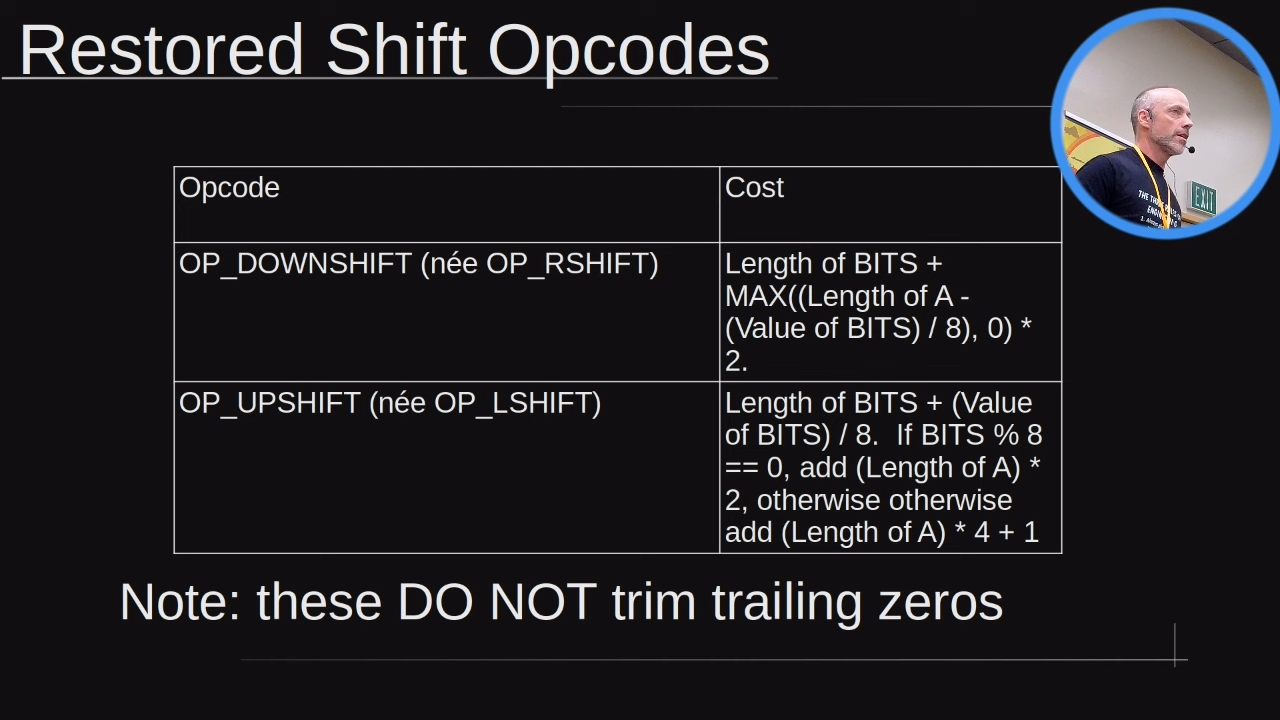 Restored Shift Opcodes
Opcode
Cost
OP_DOWNSHIFT (née OP_RSHIFT)
Length of BITS +
MAX((Length of A -
(Value of BITS) / 8), 0) *
2.
OP_UPSHIFT (née OP_LSHIFT)
Length of BITS + (Value
of BITS) / 8.  If BITS % 8
== 0, add (Length of A) *
2, otherwise otherwise
add (Length of A) * 4 + 1
Note: these DO NOT trim trailing zeros
EXIT